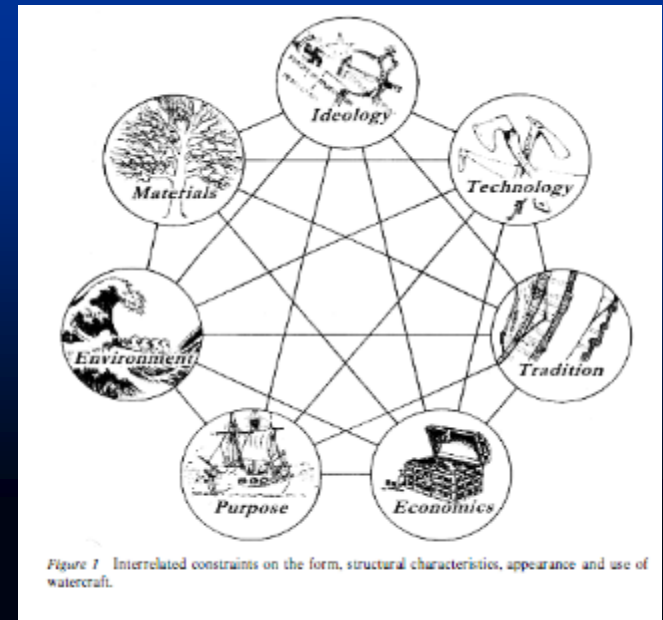 Ideology
Materials
Technology
Environment
Tradition
Purpose
Economics
Figure 1 Interrelated constraints on the form, structural characteristics, appearance and use of
watercraft.